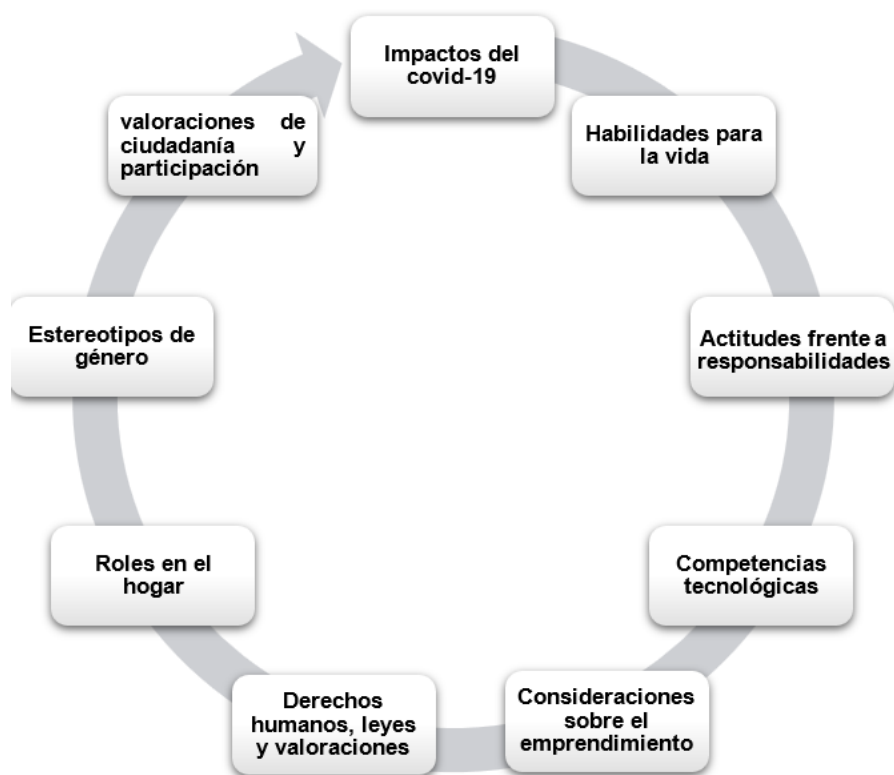 Impactos del
covid-19
Habilidades para
la vida
Actitudes frente a
responsabilidades
Competencias
tecnológicas
Consideraciones
sobre el
emprendimiento
Derechos
humanos, leyes
y valoraciones
Roles en el
hogar
Estereotipos de
género
valoraciones de
ciudadanía y
participación